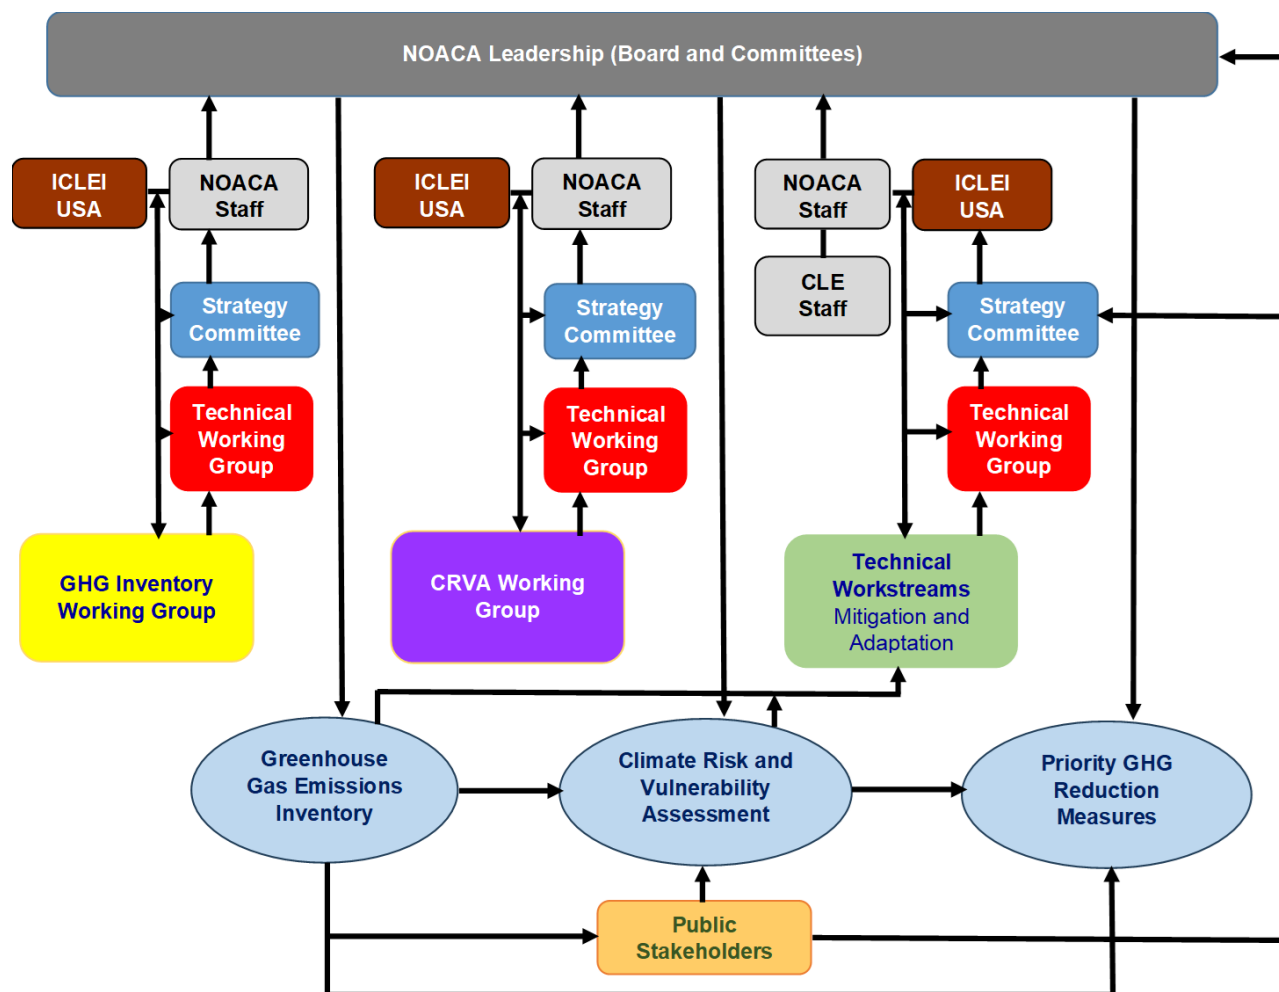 NOACA Leadership (Board and Committees)
ICLEI
USA
NOACA
Staff
ICLEI
USA
NOACA
Staff
NOACA
Staff
ICLEI
USA
CLE
Staff
Strategy
Committee
Strategy
Committee
Strategy
Committee
Technical
Working
Group
Technical
Working
Group
Technical
Working
Group
GHG Inventory
Working Group
CRVA Working
Group
Technical
Workstreams
Mitigation and
Adaptation
Greenhouse
Gas Emissions
Inventory
Climate Risk and
Vulnerability
Assessment
Priority GHG
Reduction
Measures
Public
Stakeholders